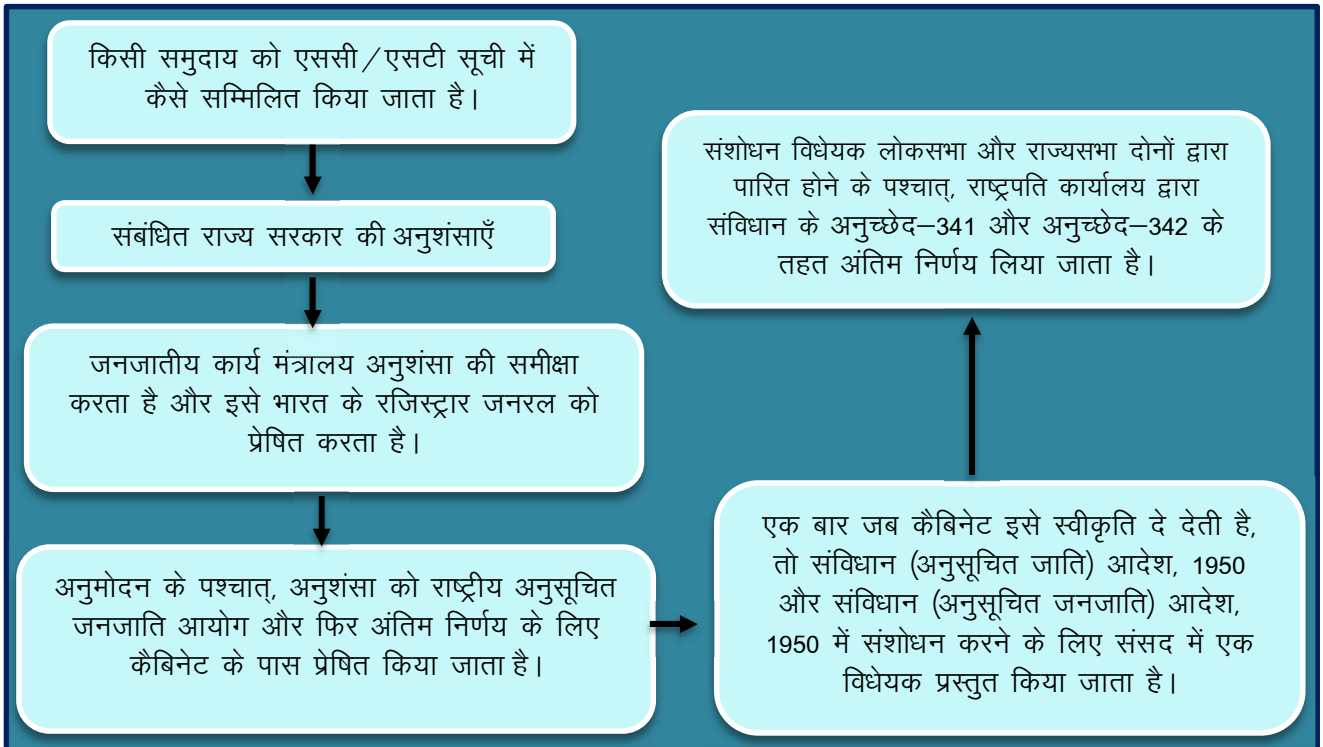 किसी समुदाय को एससी/एसटी सूची में
कैसे सम्मिलित किया जाता है।
संबंधित राज्य सरकार की अनुशंसाएँ
जनजातीय कार्य मंत्रालय अनुशंसा की समीक्षा
करता है और इसे भारत के रजिस्ट्रार जनरल को
प्रेषित करता है।
अनुमोदन के पश्चात्, अनुशंसा को राष्ट्रीय अनुसूचित
जनजाति आयोग और फिर अंतिम निर्णय के लिए
कैबिनेट के पास प्रेषित किया जाता है।
एक बार जब कैबिनेट इसे स्वीकृति दे देती है,
तो संविधान (अनुसूचित जाति) आदेश, 1950
और संविधान (अनुसूचित जनजाति) आदेश,
1950 में संशोधन करने के लिए संसद में एक
विधेयक प्रस्तुत किया जाता है।
संशोधन विधेयक लोकसभा और राज्यसभा दोनों द्वारा
पारित होने के पश्चात्, राष्ट्रपति कार्यालय द्वारा
संविधान के अनुच्छेद–341 और अनुच्छेद–342 के
तहत अंतिम निर्णय लिया जाता है।